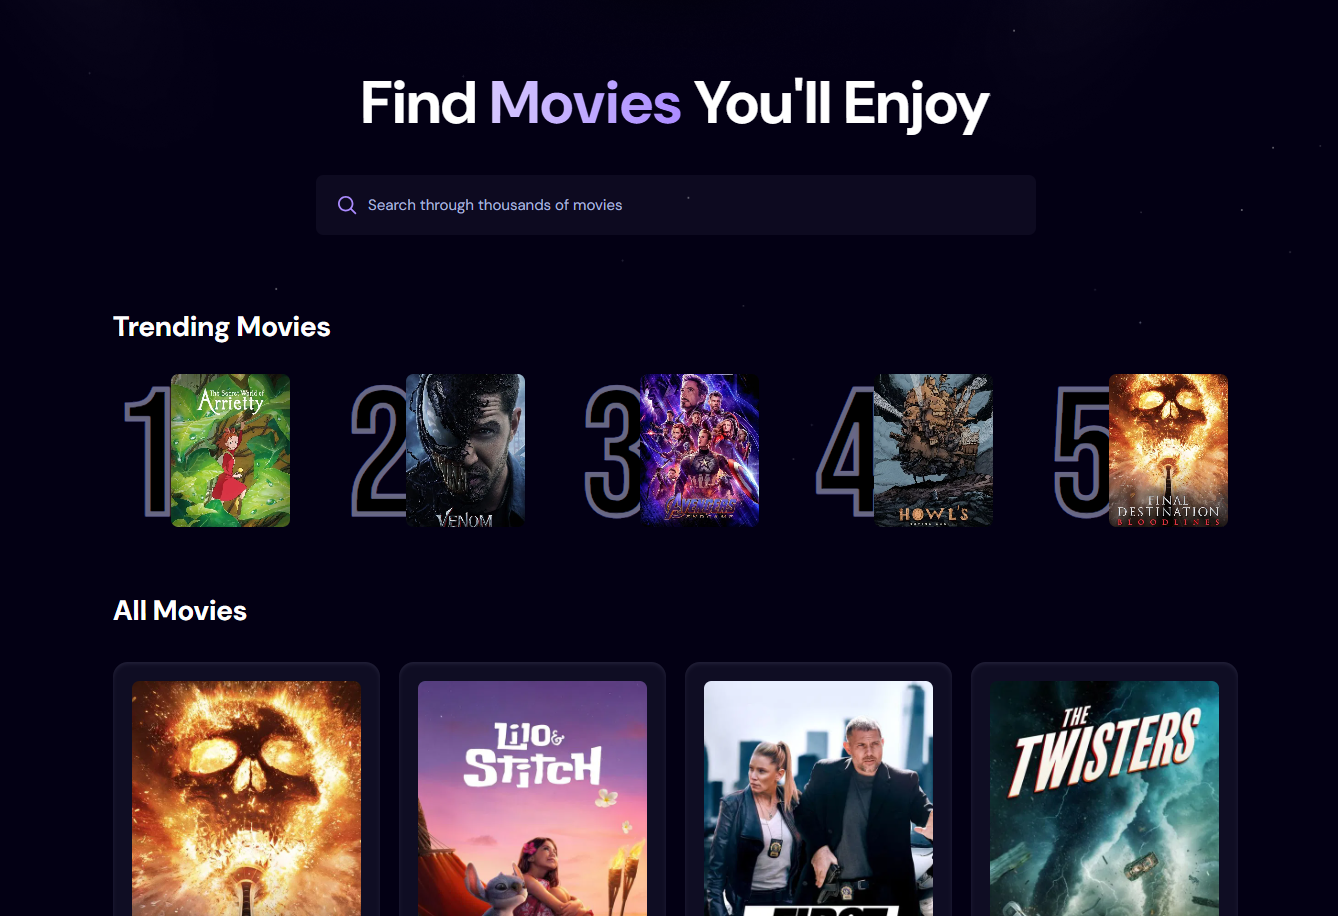 Find Movies You'll Enjoy
Search through thousands of movies
Trending Movies
1
The Secret World of
Arrietty
2
VENOM
3
AVENGERS
ENDGAME
4
HOWL'S
5
FINAL
DESTINATION
BLOODLINES
All Movies
Lilo &
Stitch
THE
TWISTERS